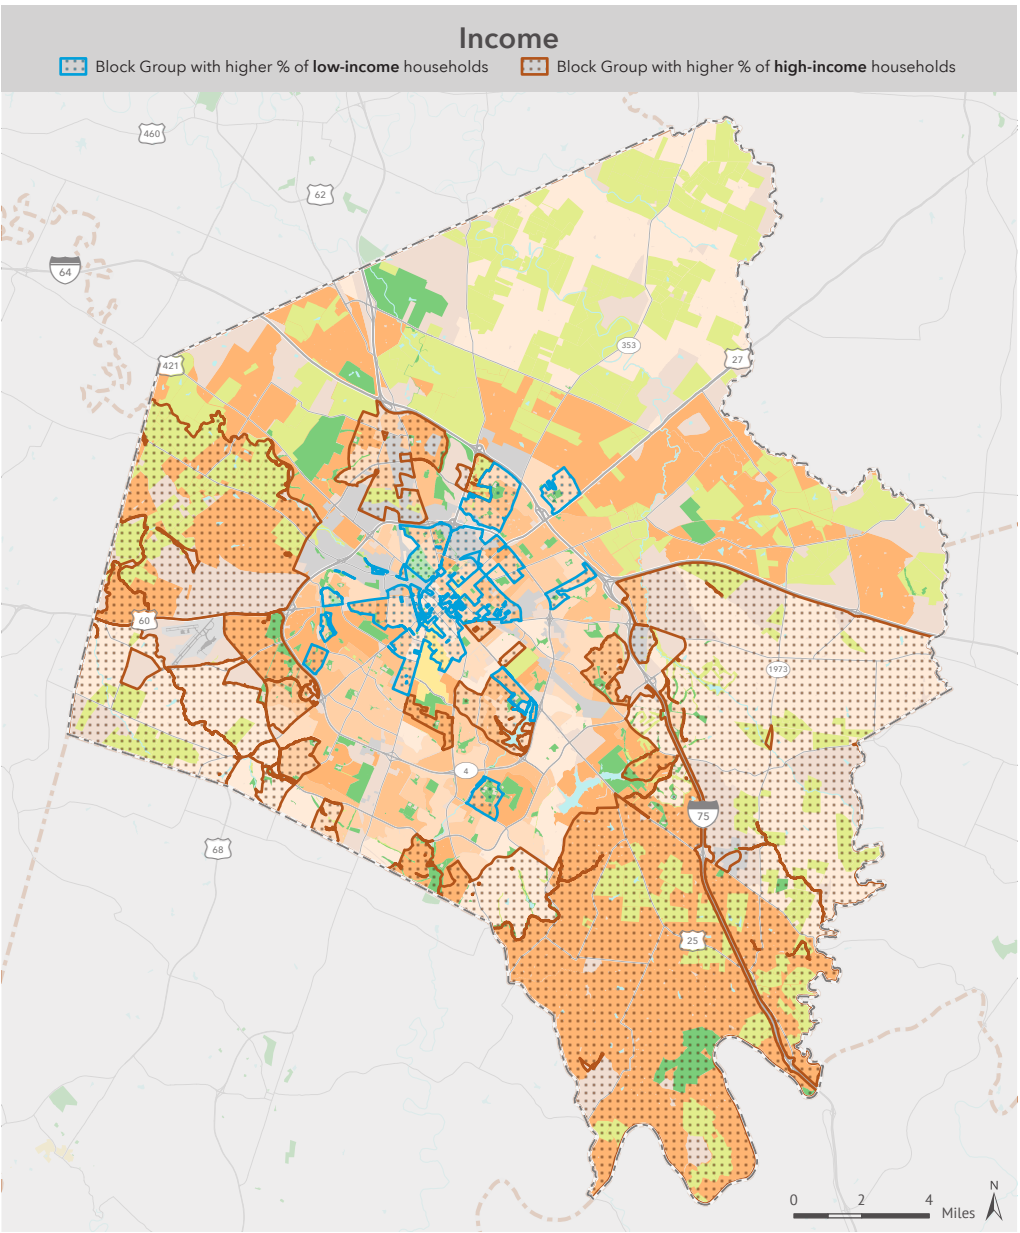 Income
Block Group with higher % of low-income households
Block Group with higher % of high-income households
460
62
64
421
353
27
60
1973
4
75
68
25
N
0 2 4
Miles